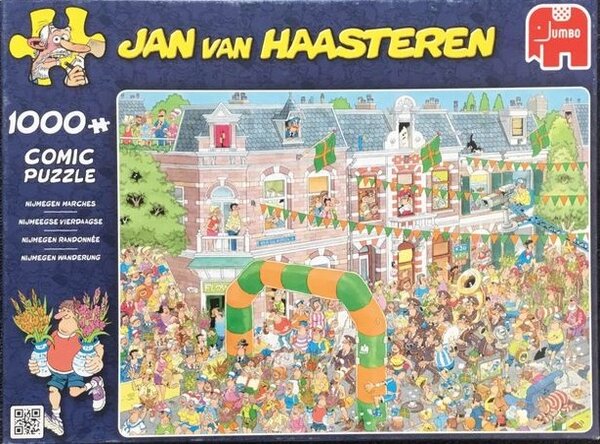 JAN VAN HAASTEREN
JUMBO
1000
COMIC
PUZZLE
NIJMEGEN MARCHES
NIJMEEGSE VIERDAAGSE
NIJMEGEN RANDONNÉE
NIJMEGEN WANDERUNG